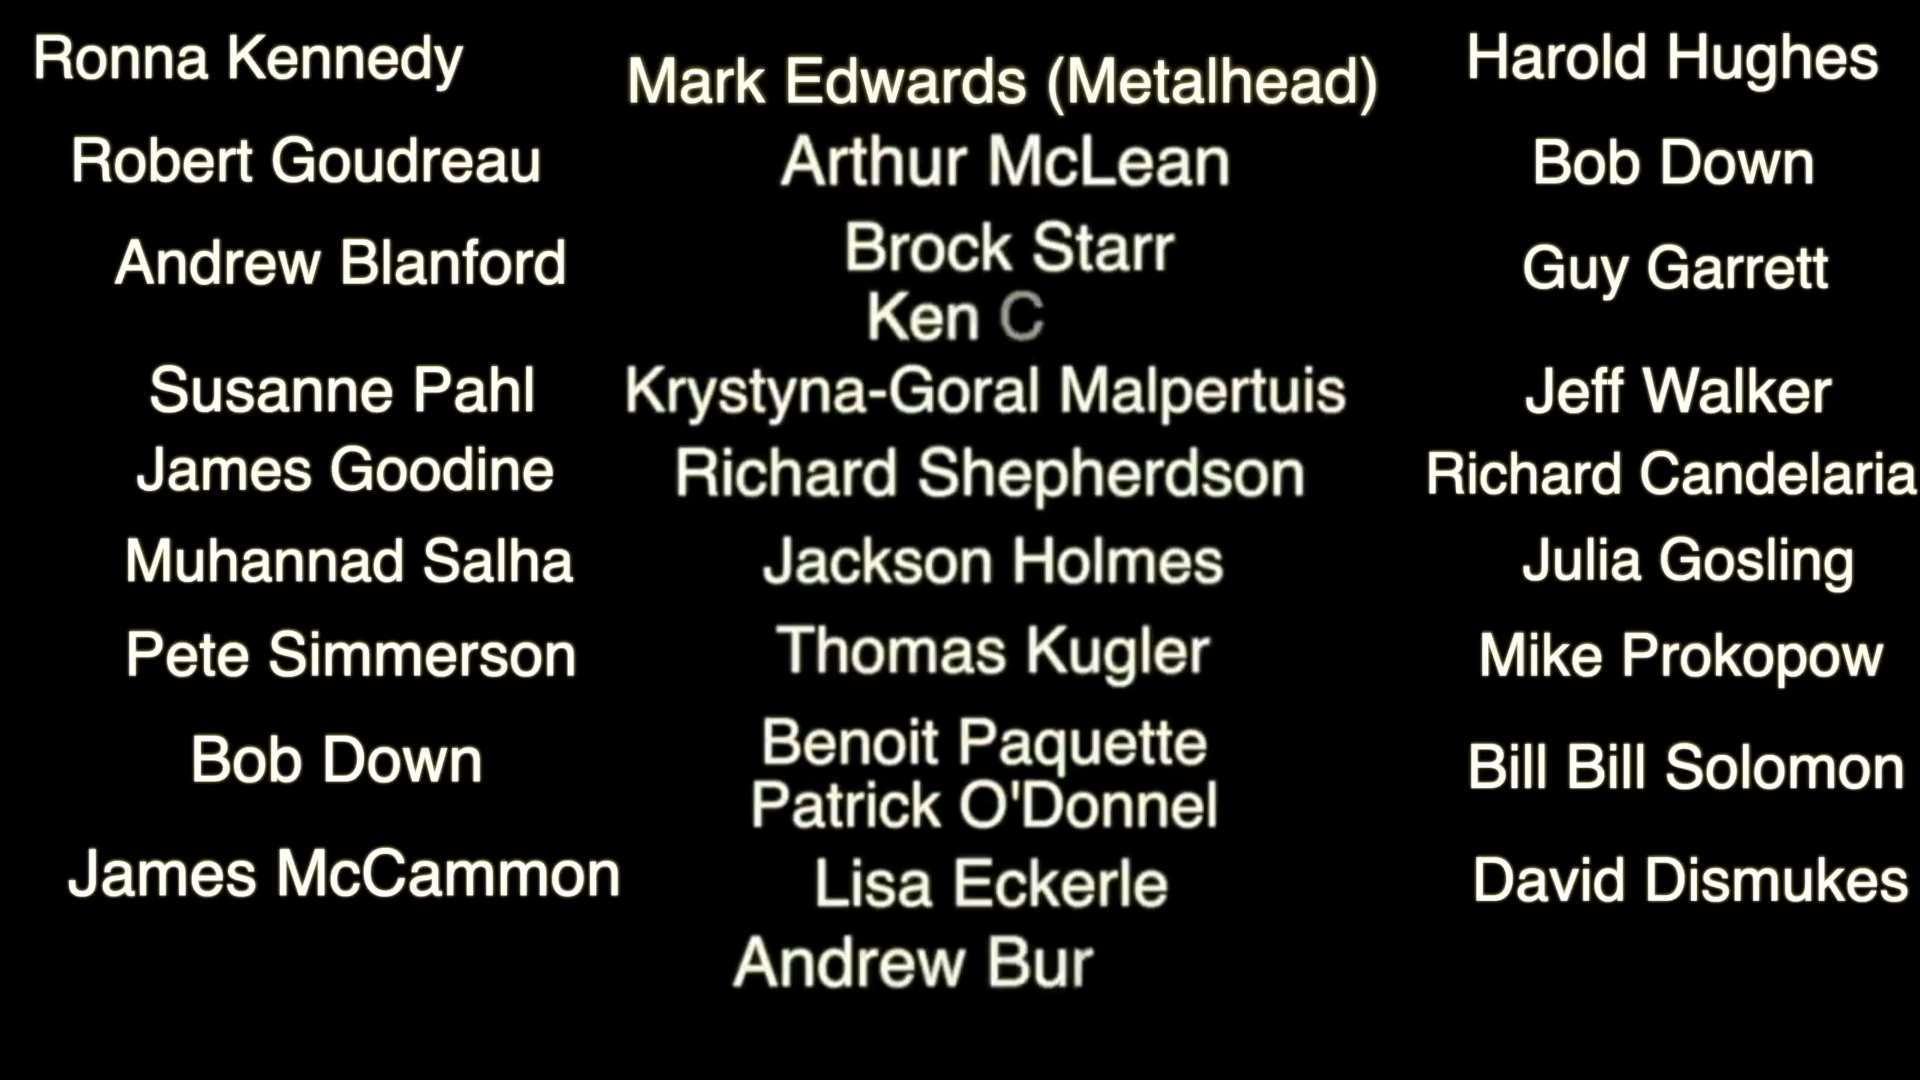 Ronna Kennedy
Robert Goudreau
Andrew Blanford
Susanne Pahl
James Goodine
Muhannad Salha
Pete Simmerson
Bob Down
James McCammon
Mark Edwards (Metalhead)
Arthur McLean
Brock Starr
Ken C
Krystyna-Goral Malpertuis
Richard Shepherdson
Jackson Holmes
Thomas Kugler
Benoit Paquette
Patrick O'Donnel
Lisa Eckerle
Andrew Bur
Harold Hughes
Bob Down
Guy Garrett
Jeff Walker
Richard Candelaria
Julia Gosling
Mike Prokopow
Bill Bill Solomon
David Dismukes